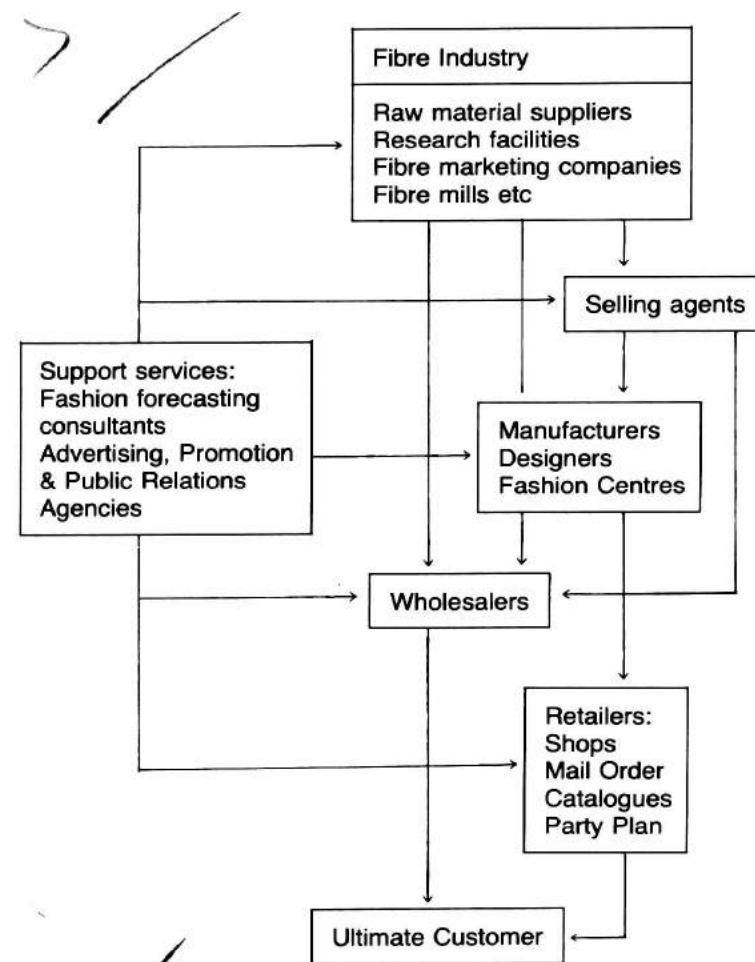 Fibre Industry
Raw material suppliers
Research facilities
Fibre marketing companies
Fibre mills etc
Selling agents
Support services:
Fashion forecasting
consultants
Advertising, Promotion
& Public Relations
Agencies
Manufacturers
Designers
Fashion Centres
Wholesalers
Retailers:
Shops
Mail Order
Catalogues
Party Plan
Ultimate Customer